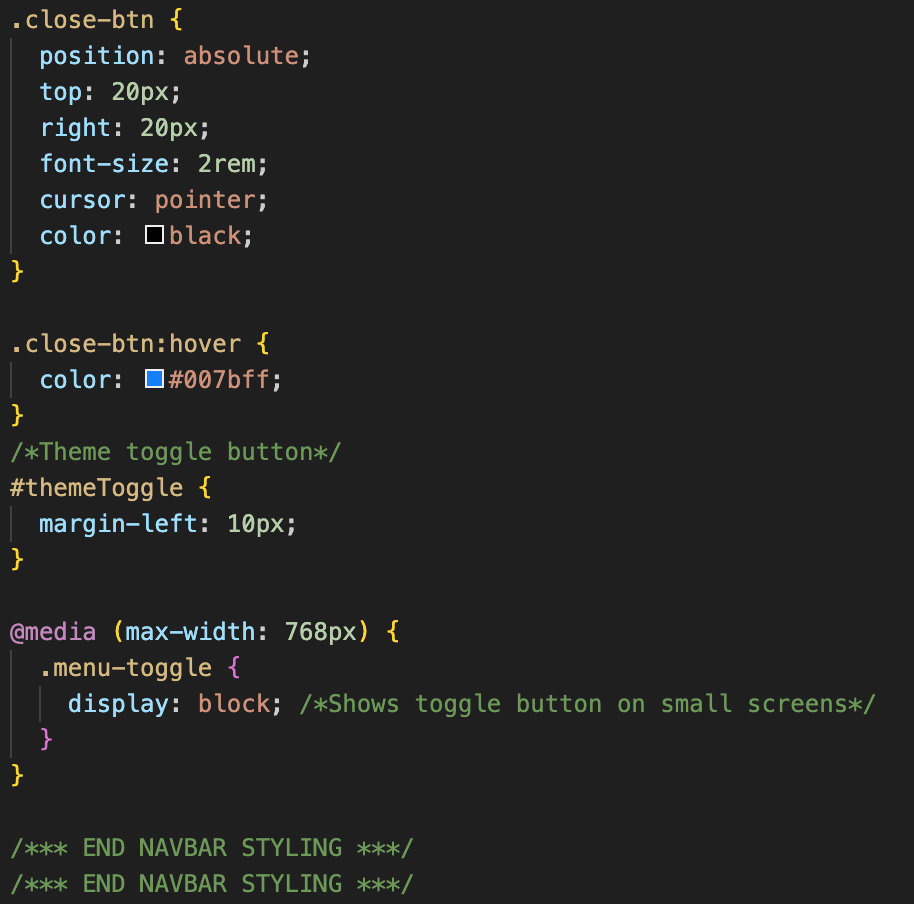 .close-btn {
  position: absolute;
  top: 20px;
  right: 20px;
  font-size: 2rem;
  cursor: pointer;
  color: black;
}

.close-btn:hover {
  color: #007bff;
}
/*Theme toggle button*/
#themeToggle {
  margin-left: 10px;
}

@media (max-width: 768px) {
  .menu-toggle {
    display: block; /*Shows toggle button on small screens*/
  }
}

/*** END NAVBAR STYLING ***/
/*** END NAVBAR STYLING ***/